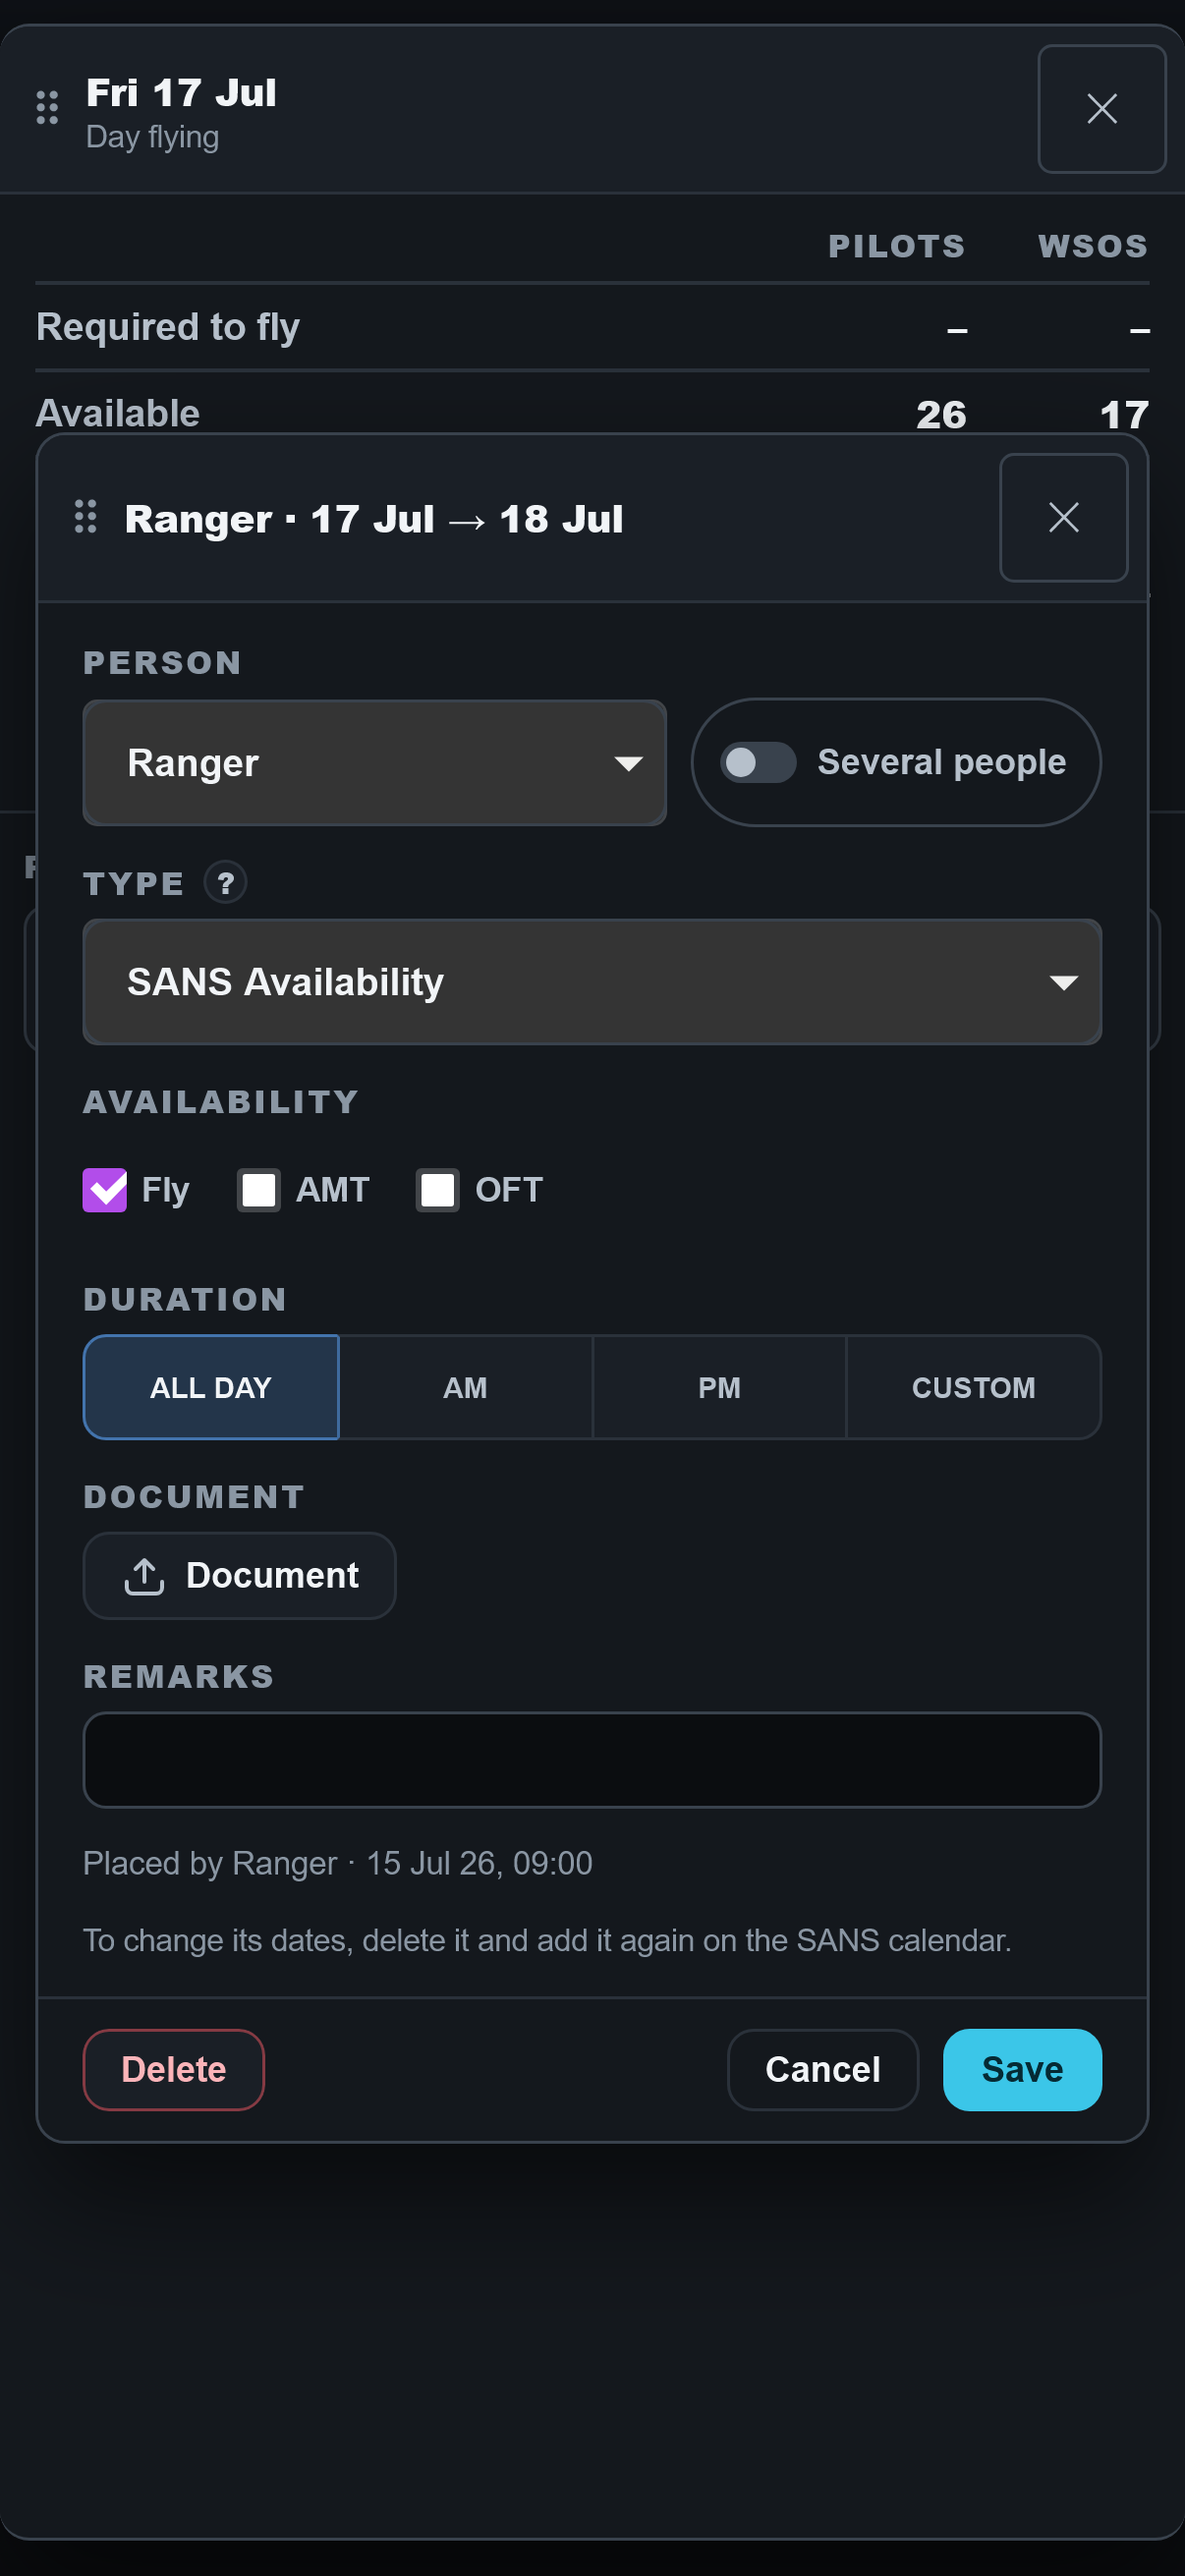 Fri 17 Jul
Day flying
PILOTS WSOS
Required to fly – –
Available 26 17
Ranger · 17 Jul → 18 Jul
PERSON
Ranger Several people
TYPE ?
SANS Availability
AVAILABILITY
Fly AMT OFT
DURATION
ALL DAY AM PM CUSTOM
DOCUMENT
Document
REMARKS
Placed by Ranger · 15 Jul 26, 09:00
To change its dates, delete it and add it again on the SANS calendar.
Delete Cancel Save